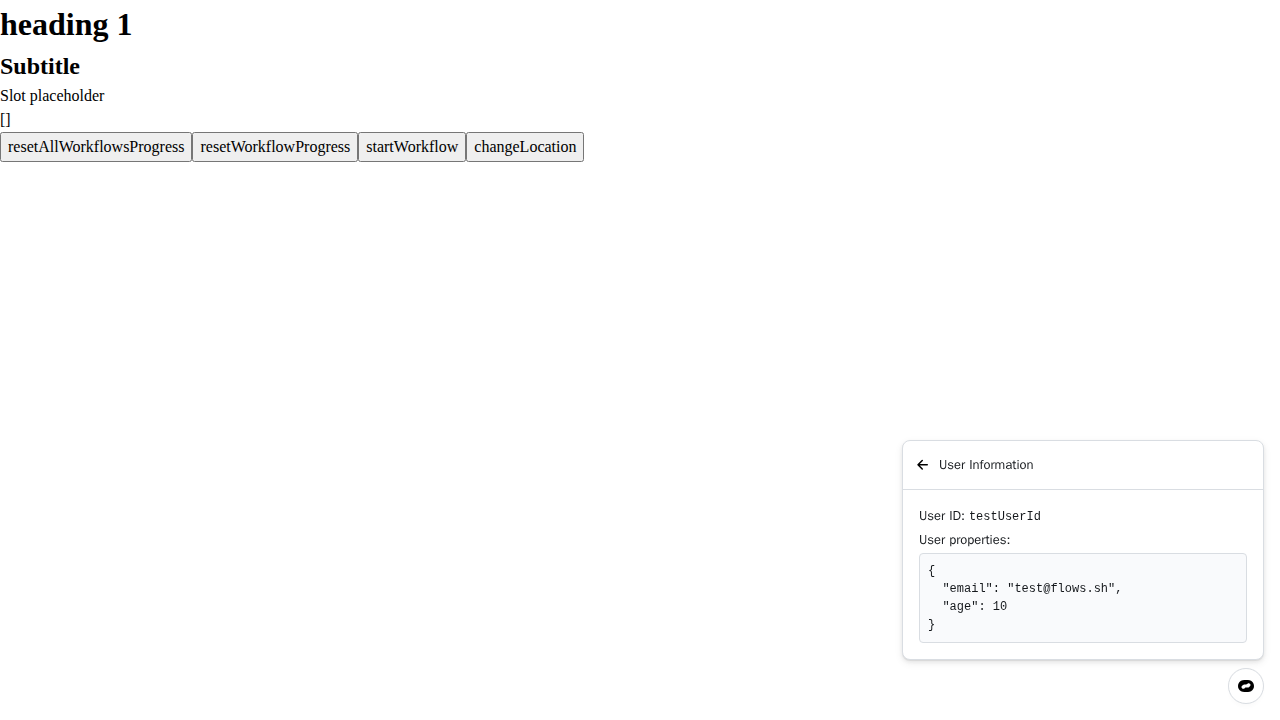 heading 1
Subtitle
Slot placeholder
[]
resetAllWorkflowsProgress resetWorkflowProgress startWorkflow changeLocation
User Information
User ID: testUserId
User properties:
{
  "email": "test@flows.sh",
  "age": 10
}